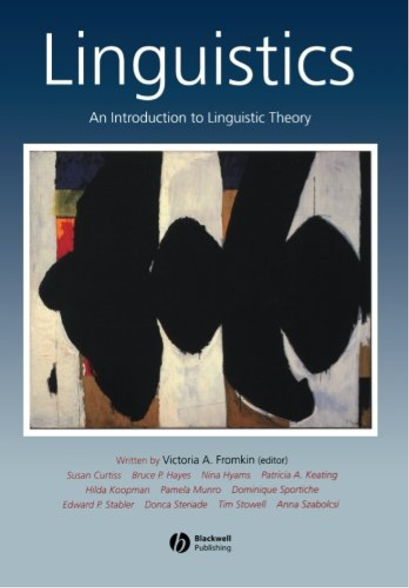 Linguistics
An Introduction to Linguistic Theory
Written by Victoria A. Fromkin (editor)
Susan Curtiss Bruce P. Hayes Nina Hyams Patricia A. Keating
Hilda Koopman Pamela Munro Dominique Sportiche
Edward P. Stabler Donca Steriade Tim Stowell Anna Szabolcsi
b
Blackwell
Publishing